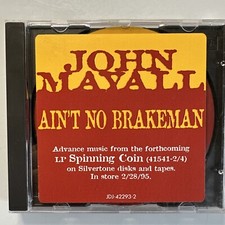 JOHN
MAYALL
AIN'T NO BRAKEMAN
Advance music from the forthcoming
LP Spinning Coin (41541-2/4)
on Silvertone disks and tapes.
In store 2/28/95.
JDJ-42293-2